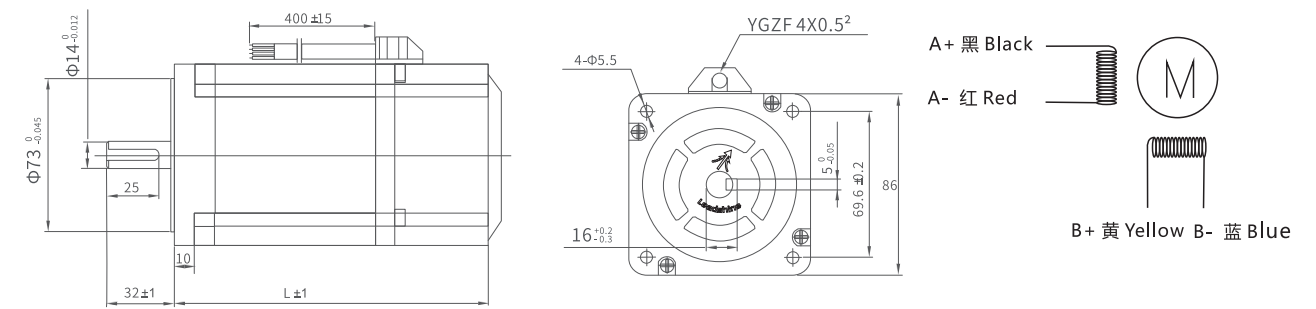 400±15
Φ14 0 -0.012
Φ73 0 -0.045
25
10
32±1
L±1
YGZF 4X0.5²
4-Φ5.5
Leadshine
5 0 -0.05
69.6±0.2
86
16 +0.2 -0.3
M
A+ 黑 Black
A- 红 Red
B+ 黄 Yellow B- 蓝 Blue